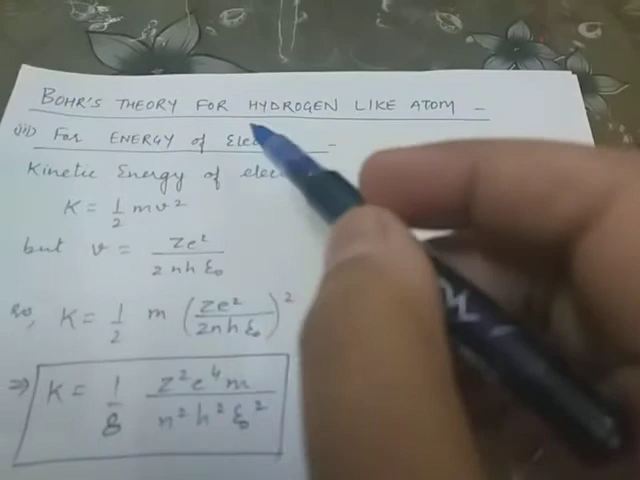 BOHR'S THEORY FOR HYDROGEN LIKE ATOM -
(iii) For ENERGY of
Kinetic Energy of
K = 1/2 mv²
but v = Ze²/2nhε₀
so, K = 1/2 m (Ze²/2nhε₀)²
⇒ K = 1/8 Z²e⁴m/n²h²ε₀²